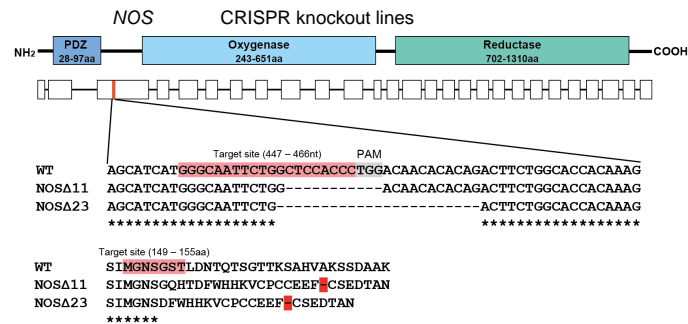 NOS CRISPR knockout lines
NH2 PDZ 28-97aa Oxygenase 243-651aa Reductase 702-1310aa COOH
Target site (447 – 466nt) PAM
WT AGCATCATGGGCAATTCTGGCTCCACCCTGGACAACACACAGACTTCTGGCACCACAAAG
NOSΔ11 AGCATCATGGGCAATTCTGG-----------ACAACACACAGACTTCTGGCACCACAAAG
NOSΔ23 AGCATCATGGGCAATTCTG-----------------------ACTTCTGGCACCACAAAG
******************* ******************
Target site (149 – 155aa)
WT SIMGNSGSTLDNTQTSGTTKSAHVAKSSDAAK
NOSΔ11 SIMGNSGQHTDFWHHKVCPCCEEF-CSEDTAN
NOSΔ23 SIMGNSDFWHHKVCPCCEEF-CSEDTAN
******